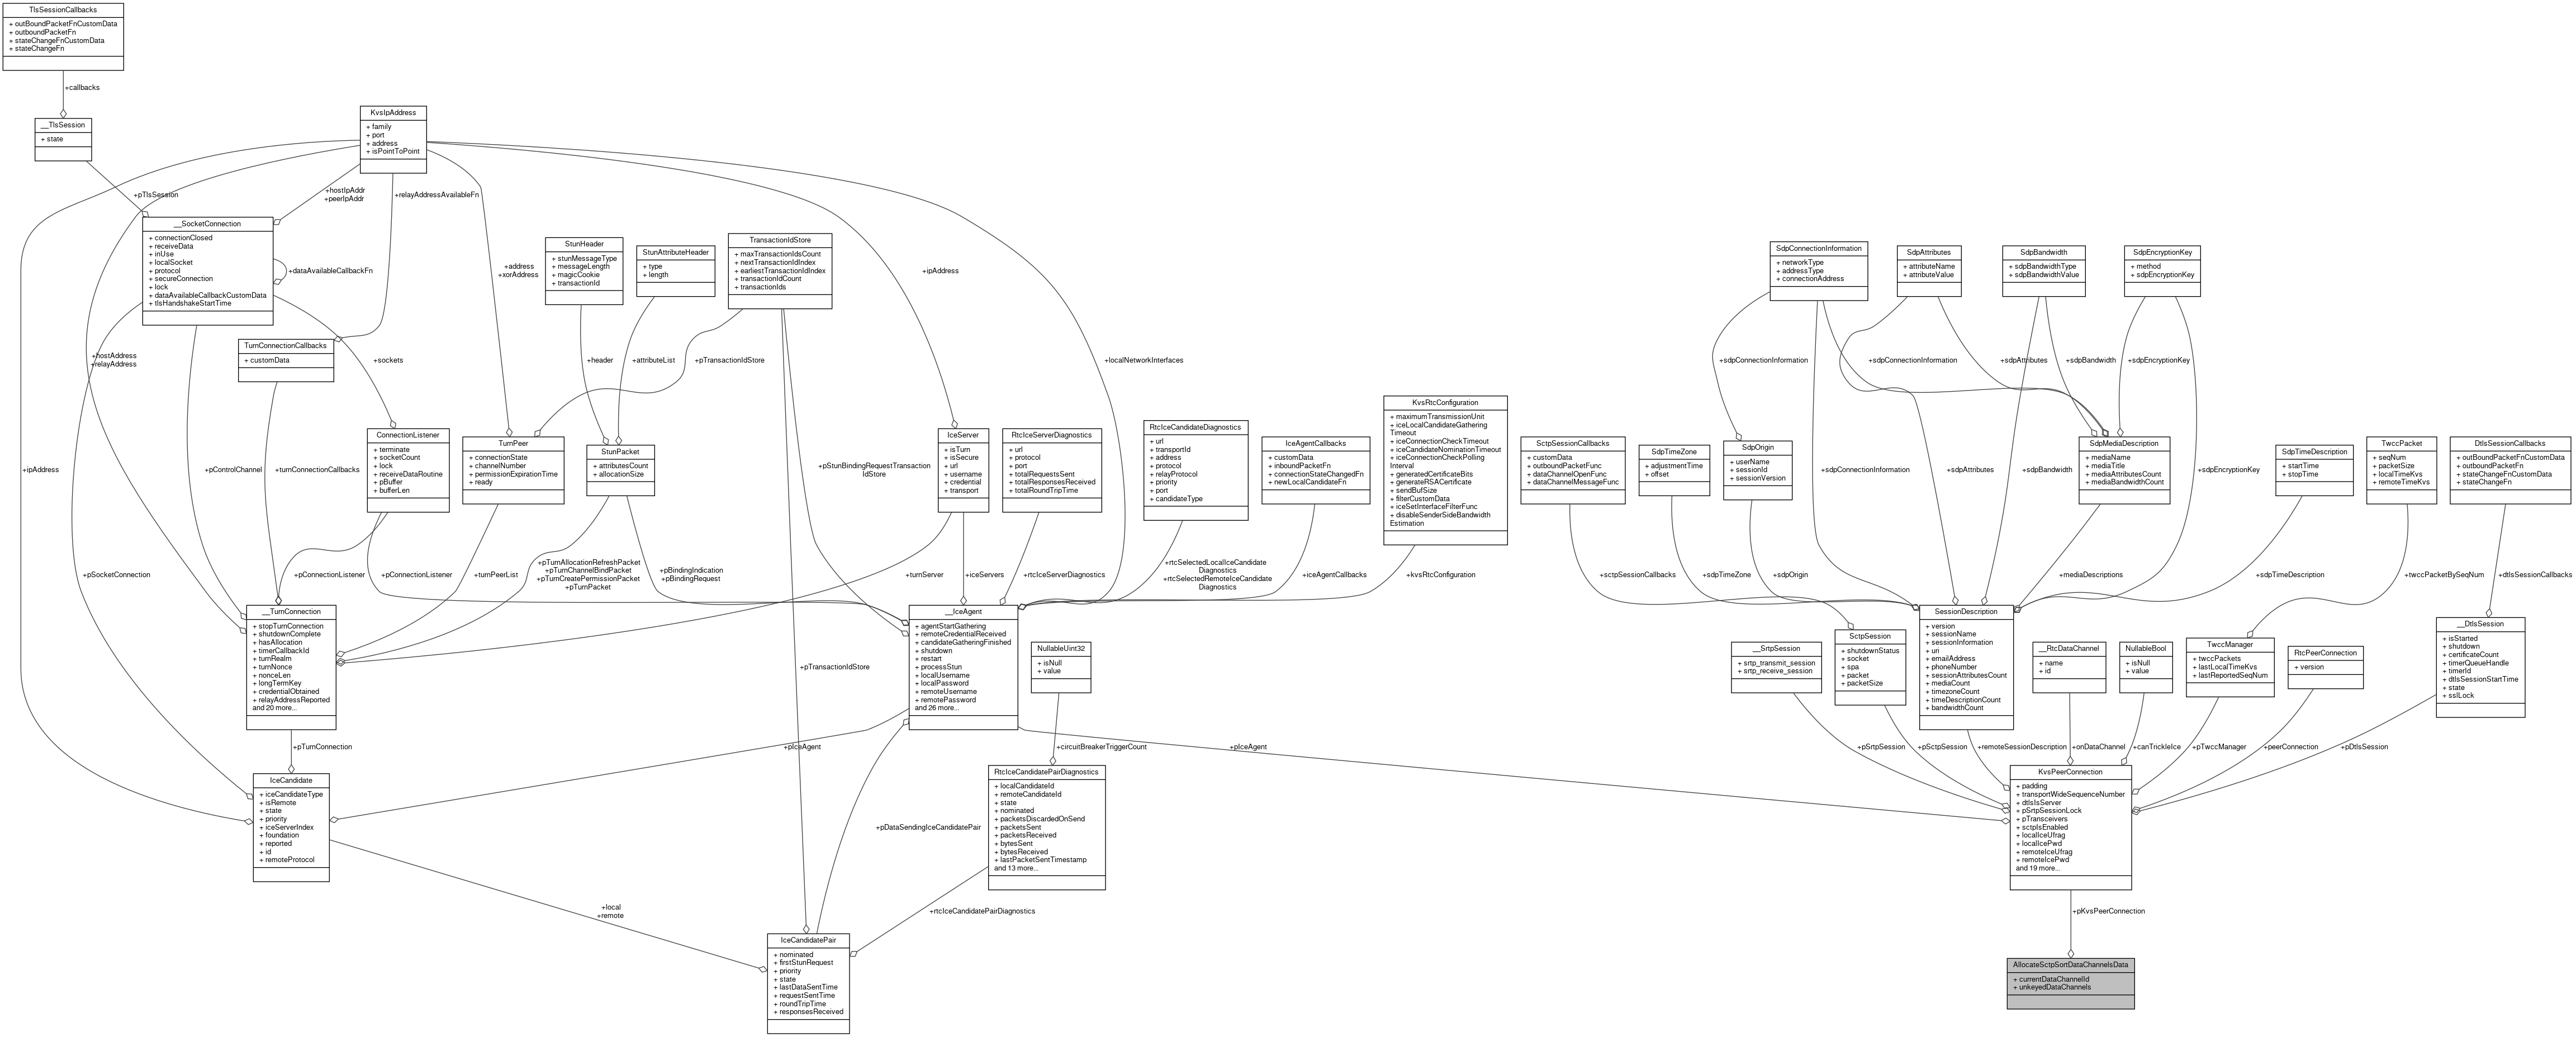 TlsSessionCallbacks
+ outBoundPacketFnCustomData
+ outboundPacketFn
+ stateChangeFnCustomData
+ stateChangeFn
+callbacks
__TlsSession
+ state
KvsIpAddress
+ family
+ port
+ address
+ isPointToPoint
+pTlsSession
+hostIpAddr
+peerIpAddr
+relayAddressAvailableFn
__SocketConnection
+ connectionClosed
+ receiveData
+ inUse
+ localSocket
+ protocol
+ secureConnection
+ lock
+ dataAvailableCallbackCustomData
+ tlsHandshakeStartTime
+dataAvailableCallbackFn
+address
+xorAddress
StunHeader
+ stunMessageType
+ messageLength
+ magicCookie
+ transactionId
StunAttributeHeader
+ type
+ length
TransactionIdStore
+ maxTransactionIdsCount
+ nextTransactionIdIndex
+ earliestTransactionIdIndex
+ transactionIdCount
+ transactionIds
+ipAddress
SdpConnectionInformation
+ networkType
+ addressType
+ connectionAddress
SdpAttributes
+ attributeName
+ attributeValue
SdpBandwidth
+ sdpBandwidthType
+ sdpBandwidthValue
SdpEncryptionKey
+ method
+ sdpEncryptionKey
+hostAddress
+relayAddress
TurnConnectionCallbacks
+ customData
+sockets
+header
+attributeList
+pTransactionIdStore
+localNetworkInterfaces
+sdpConnectionInformation
+sdpConnectionInformation
+sdpAttributes
+sdpBandwidth
+sdpEncryptionKey
+ipAddress
+pControlChannel
+turnConnectionCallbacks
ConnectionListener
+ terminate
+ socketCount
+ lock
+ receiveDataRoutine
+ pBuffer
+ bufferLen
TurnPeer
+ connectionState
+ channelNumber
+ permissionExpirationTime
+ ready
StunPacket
+ attributesCount
+ allocationSize
+pStunBindingRequestTransaction
IdStore
IceServer
+ isTurn
+ isSecure
+ url
+ username
+ credential
+ transport
RtcIceServerDiagnostics
+ url
+ protocol
+ port
+ totalRequestsSent
+ totalResponsesReceived
+ totalRoundTripTime
RtcIceCandidateDiagnostics
+ url
+ transportId
+ address
+ protocol
+ relayProtocol
+ priority
+ port
+ candidateType
IceAgentCallbacks
+ customData
+ inboundPacketFn
+ connectionStateChangedFn
+ newLocalCandidateFn
KvsRtcConfiguration
+ maximumTransmissionUnit
+ iceLocalCandidateGathering
Timeout
+ iceConnectionCheckTimeout
+ iceCandidateNominationTimeout
+ iceConnectionCheckPolling
Interval
+ generatedCertificateBits
+ generateRSACertificate
+ sendBufSize
+ filterCustomData
+ iceSetInterfaceFilterFunc
+ disableSenderSideBandwidth
Estimation
SctpSessionCallbacks
+ customData
+ outboundPacketFunc
+ dataChannelOpenFunc
+ dataChannelMessageFunc
SdpTimeZone
+ adjustmentTime
+ offset
SdpOrigin
+ userName
+ sessionId
+ sessionVersion
+sdpConnectionInformation
+sdpAttributes
+sdpBandwidth
SdpMediaDescription
+ mediaName
+ mediaTitle
+ mediaAttributesCount
+ mediaBandwidthCount
+sdpEncryptionKey
SdpTimeDescription
+ startTime
+ stopTime
TwccPacket
+ seqNum
+ packetSize
+ localTimeKvs
+ remoteTimeKvs
DtlsSessionCallbacks
+ outBoundPacketFnCustomData
+ outboundPacketFn
+ stateChangeFnCustomData
+ stateChangeFn
+pSocketConnection
+pConnectionListener
+pConnectionListener
+turnPeerList
+pTurnAllocationRefreshPacket
+pTurnChannelBindPacket
+pTurnCreatePermissionPacket
+pTurnPacket
+pBindingIndication
+pBindingRequest
+turnServer
+iceServers
+rtcIceServerDiagnostics
+rtcSelectedLocalIceCandidate
Diagnostics
+rtcSelectedRemoteIceCandidate
Diagnostics
+iceAgentCallbacks
+kvsRtcConfiguration
+sctpSessionCallbacks
+sdpTimeZone
+sdpOrigin
+mediaDescriptions
+sdpTimeDescription
+twccPacketBySeqNum
+dtlsSessionCallbacks
__TurnConnection
+ stopTurnConnection
+ shutdownComplete
+ hasAllocation
+ timerCallbackId
+ turnRealm
+ turnNonce
+ nonceLen
+ longTermKey
+ credentialObtained
+ relayAddressReported
and 20 more...
+pTransactionIdStore
__IceAgent
+ agentStartGathering
+ remoteCredentialReceived
+ candidateGatheringFinished
+ shutdown
+ restart
+ processStun
+ localUsername
+ localPassword
+ remoteUsername
+ remotePassword
and 26 more...
NullableUint32
+ isNull
+ value
__SrtpSession
+ srtp_transmit_session
+ srtp_receive_session
SctpSession
+ shutdownStatus
+ socket
+ spa
+ packet
+ packetSize
SessionDescription
+ version
+ sessionName
+ sessionInformation
+ uri
+ emailAddress
+ phoneNumber
+ sessionAttributesCount
+ mediaCount
+ timezoneCount
+ timeDescriptionCount
+ bandwidthCount
__RtcDataChannel
+ name
+ id
NullableBool
+ isNull
+ value
TwccManager
+ twccPackets
+ lastLocalTimeKvs
+ lastReportedSeqNum
RtcPeerConnection
+ version
__DtlsSession
+ isStarted
+ shutdown
+ certificateCount
+ timerQueueHandle
+ timerId
+ dtlsSessionStartTime
+ state
+ sslLock
+pTurnConnection
+pIceAgent
+circuitBreakerTriggerCount
+pIceAgent
+pSrtpSession
+pSctpSession
+remoteSessionDescription
+onDataChannel
+canTrickleIce
+pTwccManager
+peerConnection
+pDtlsSession
IceCandidate
+ iceCandidateType
+ isRemote
+ state
+ priority
+ iceServerIndex
+ foundation
+ reported
+ id
+ remoteProtocol
+pDataSendingIceCandidatePair
RtcIceCandidatePairDiagnostics
+ localCandidateId
+ remoteCandidateId
+ state
+ nominated
+ packetsDiscardedOnSend
+ packetsSent
+ packetsReceived
+ bytesSent
+ bytesReceived
+ lastPacketSentTimestamp
and 13 more...
KvsPeerConnection
+ padding
+ transportWideSequenceNumber
+ dtlsIsServer
+ pSrtpSessionLock
+ pTransceivers
+ sctpIsEnabled
+ localIceUfrag
+ localIcePwd
+ remoteIceUfrag
+ remoteIcePwd
and 19 more...
+local
+remote
+rtcIceCandidatePairDiagnostics
+pKvsPeerConnection
IceCandidatePair
+ nominated
+ firstStunRequest
+ priority
+ state
+ lastDataSentTime
+ requestSentTime
+ roundTripTime
+ responsesReceived
AllocateSctpSortDataChannelsData
+ currentDataChannelId
+ unkeyedDataChannels